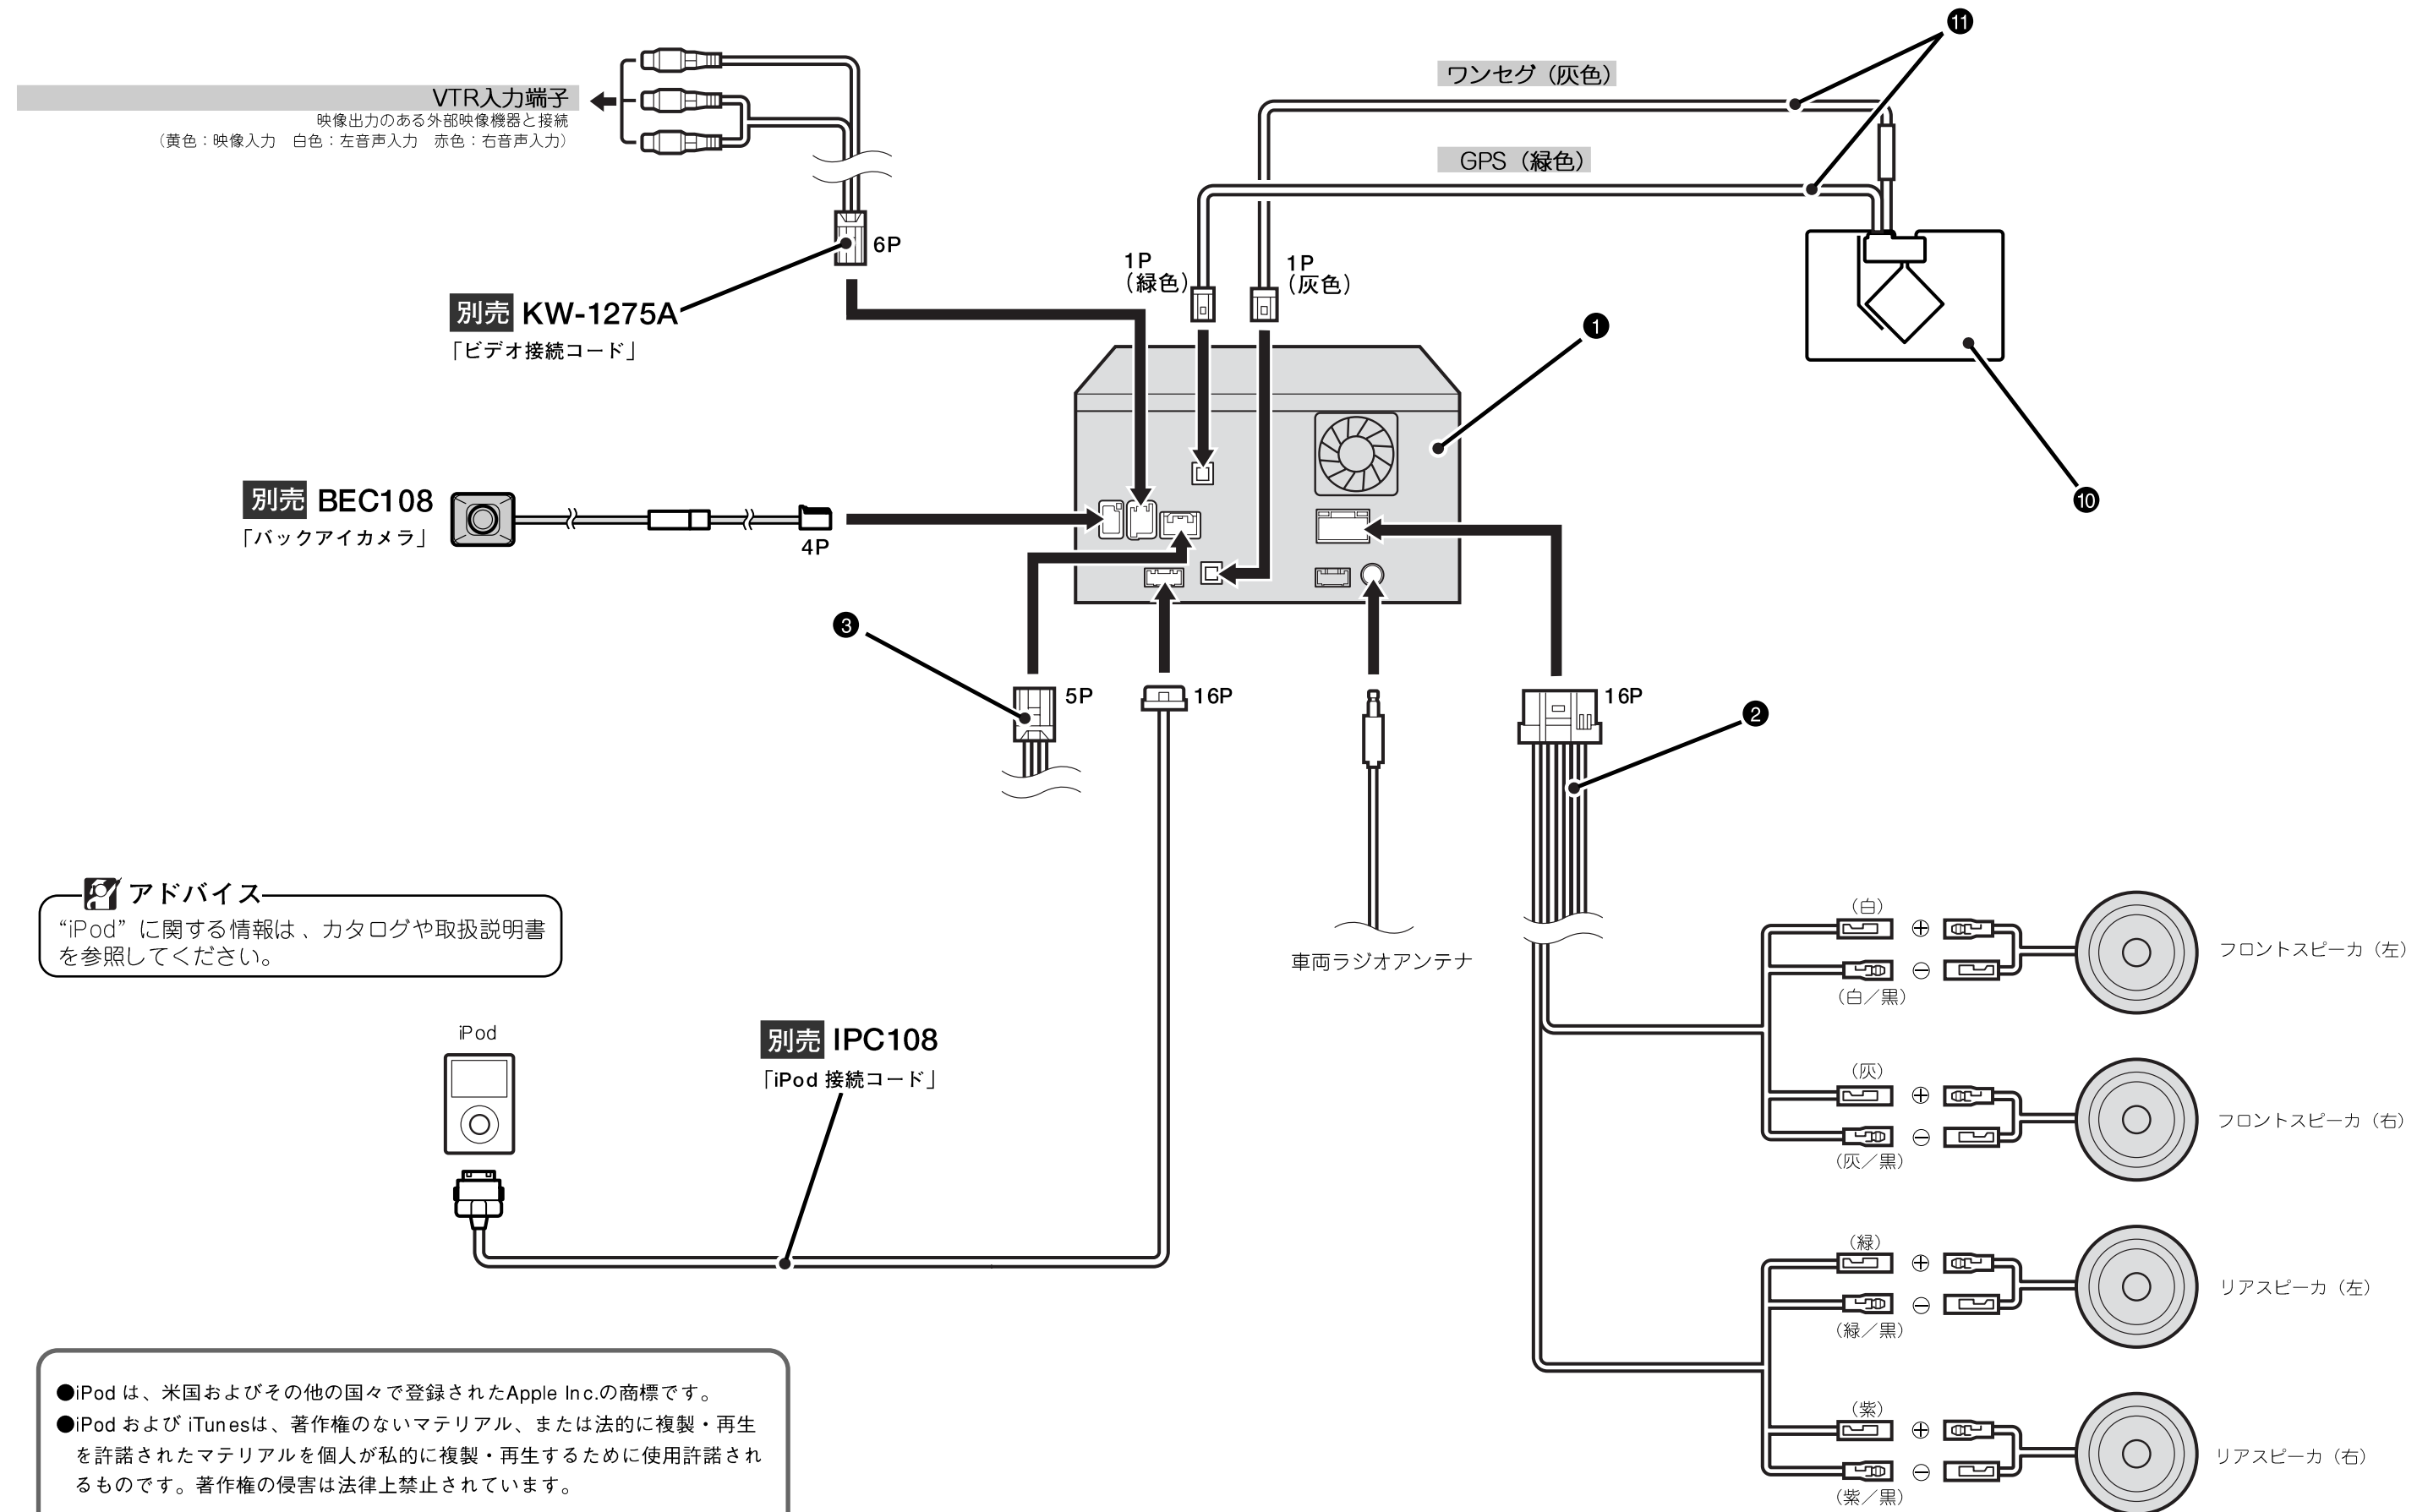 ⓫
ワンセグ（灰色）
VTR入力端子
映像出力のある外部映像機器と接続
（黄色：映像入力　白色：左音声入力　赤色：右音声入力）
GPS（緑色）
6P
1P
（緑色）
1P
（灰色）
別売 KW-1275A
「ビデオ接続コード」
❶
別売 BEC108
「バックアイカメラ」
4P
❿
❸
5P
16P
16P
❷
アドバイス
“iPod”に関する情報は、カタログや取扱説明書
を参照してください。
車両ラジオアンテナ
（白）
⊕
⊖
（白／黒）
フロントスピーカ（左）
iPod
別売 IPC108
「iPod 接続コード」
（灰）
⊕
⊖
（灰／黒）
フロントスピーカ（右）
（緑）
⊕
⊖
（緑／黒）
リアスピーカ（左）
●iPod は、米国およびその他の国々で登録されたApple Inc.の商標です。
●iPod および iTunesは、著作権のないマテリアル、または法的に複製・再生
を許諾されたマテリアルを個人が私的に複製・再生するために使用許諾され
るものです。著作権の侵害は法律上禁止されています。
（紫）
⊕
⊖
（紫／黒）
リアスピーカ（右）